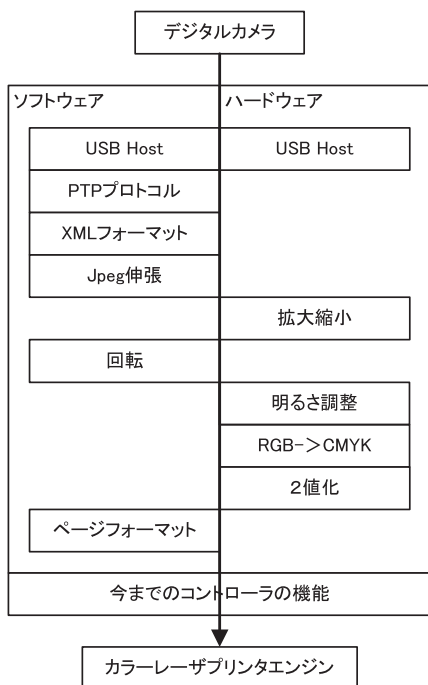 デジタルカメラ
ソフトウェア
ハードウェア
USB Host
USB Host
PTPプロトコル
XMLフォーマット
Jpeg伸張
拡大縮小
回転
明るさ調整
RGB->CMYK
2値化
ページフォーマット
今までのコントローラの機能
カラーレーザプリンタエンジン